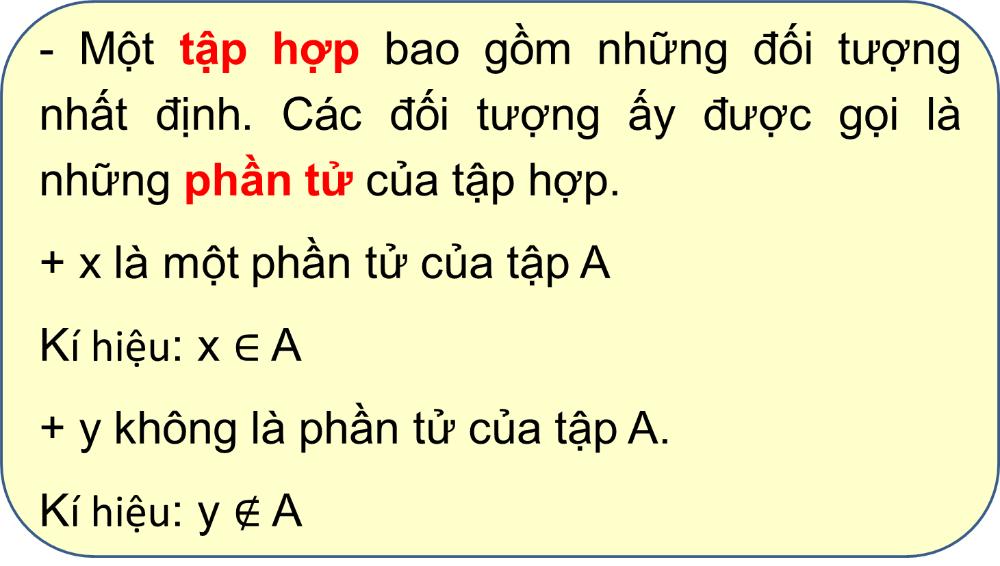 - Một tập hợp bao gồm những đối tượng
nhất định. Các đối tượng ấy được gọi là
những phần tử của tập hợp.
+ x là một phần tử của tập A
Kí hiệu: x ∈ A
+ y không là phần tử của tập A.
Kí hiệu: y ∉ A